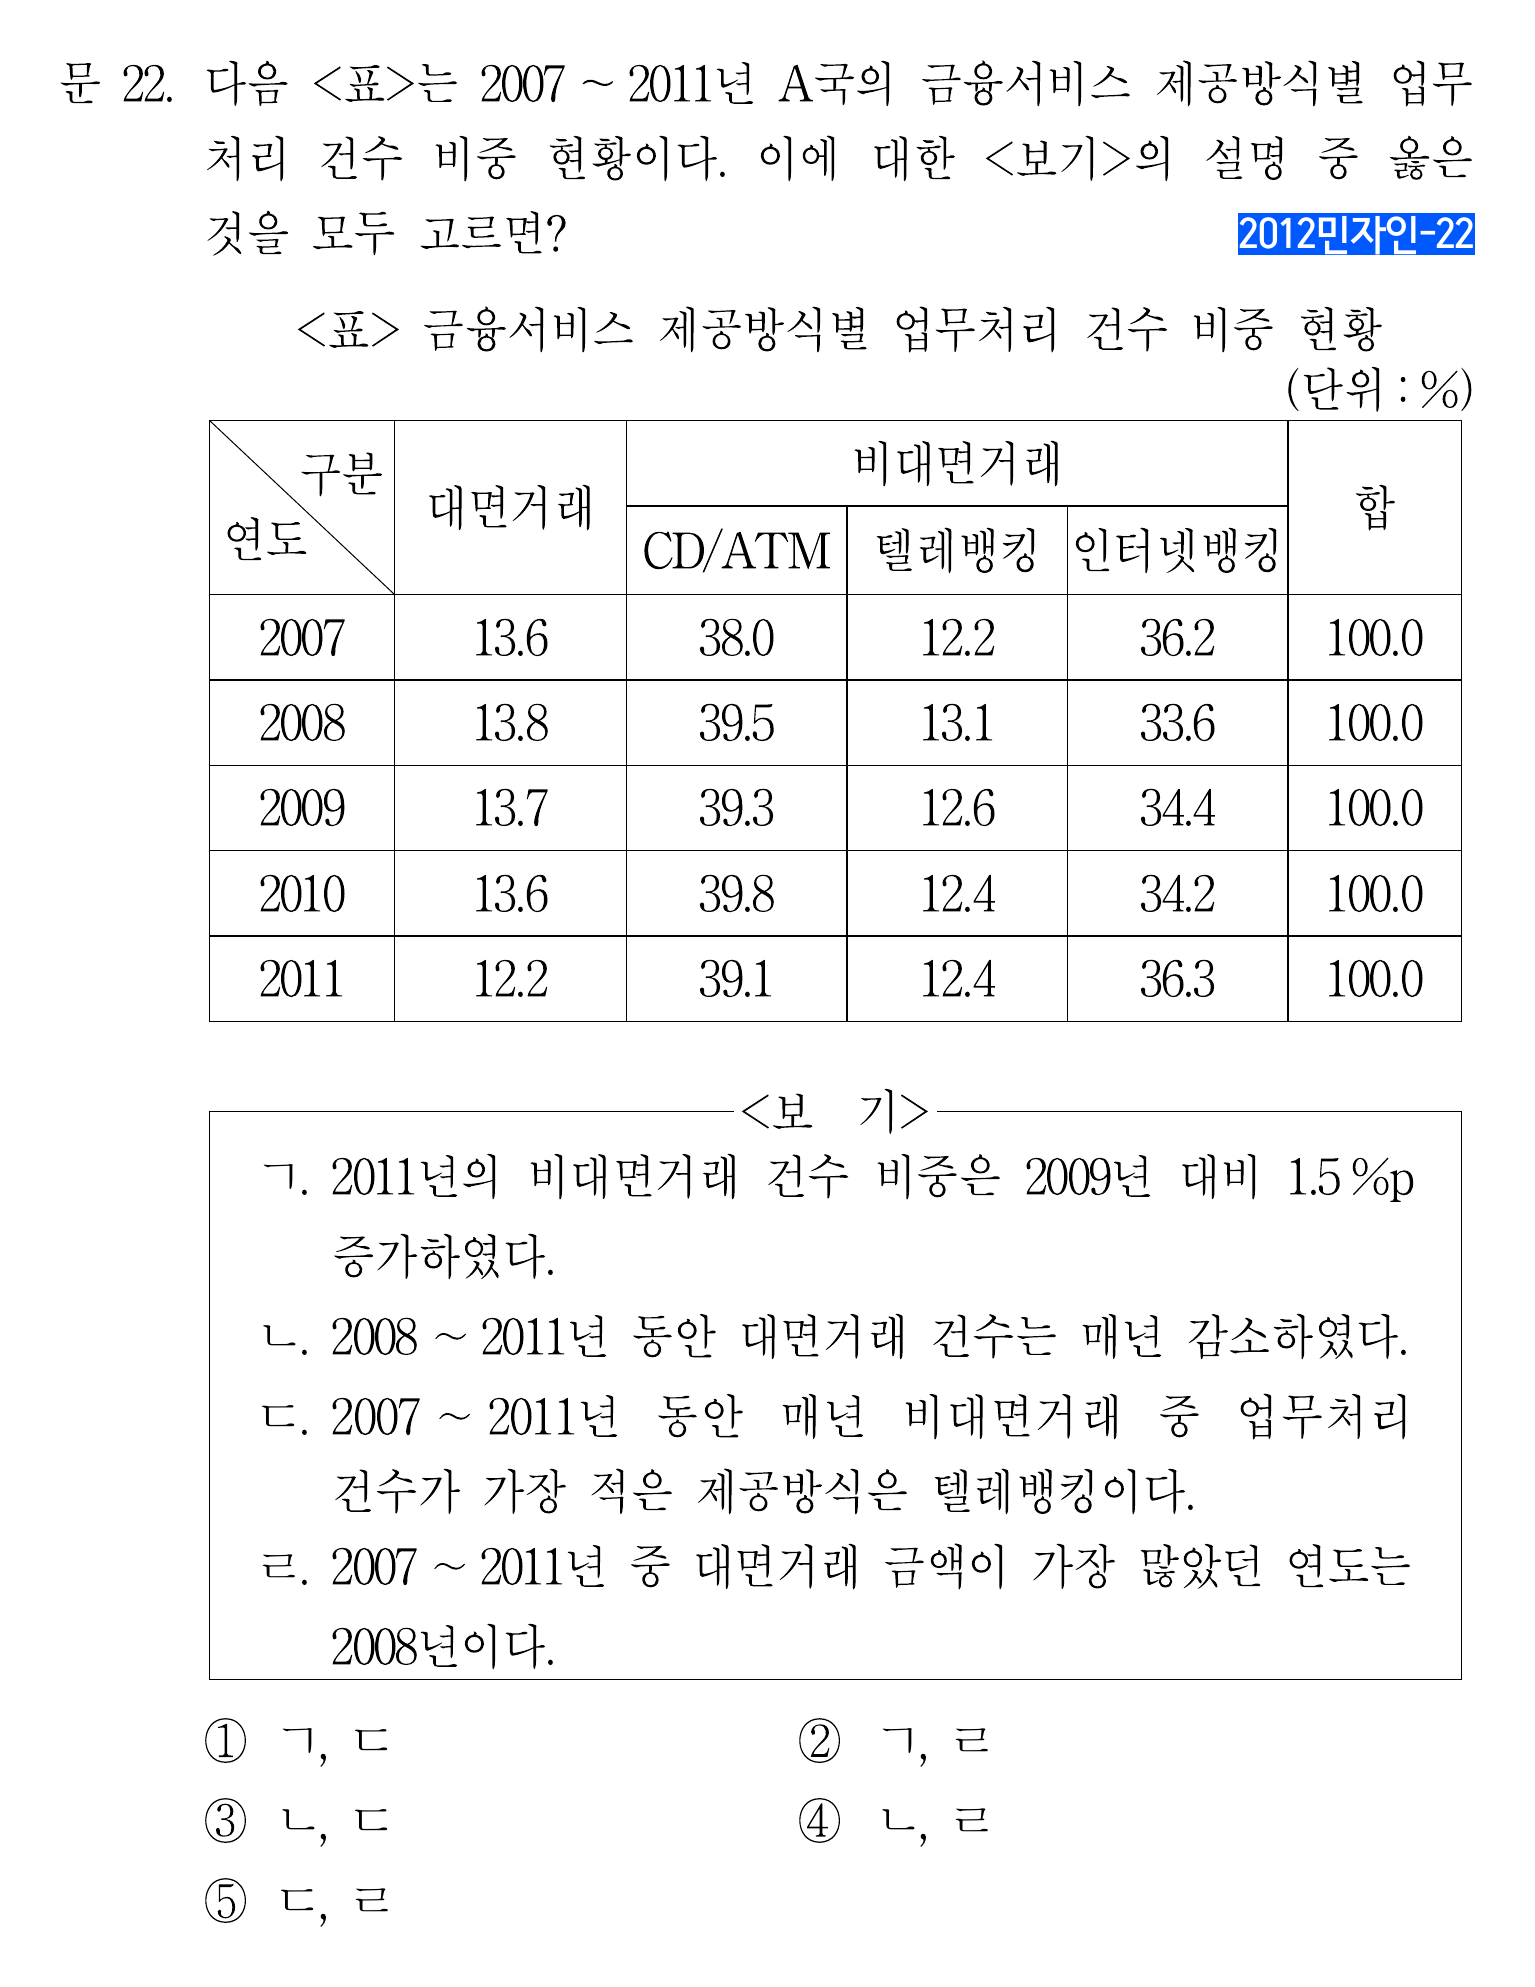 문 22. 다음 <표>는 2007 ~ 2011년 A국의 금융서비스 제공방식별 업무
처리 건수 비중 현황이다. 이에 대한 <보기>의 설명 중 옳은
것을 모두 고르면?
2012민자인-22
<표> 금융서비스 제공방식별 업무처리 건수 비중 현황
(단위 : %)
구분
연도
대면거래
비대면거래
합
CD/ATM 텔레뱅킹 인터넷뱅킹
2007 13.6 38.0 12.2 36.2 100.0
2008 13.8 39.5 13.1 33.6 100.0
2009 13.7 39.3 12.6 34.4 100.0
2010 13.6 39.8 12.4 34.2 100.0
2011 12.2 39.1 12.4 36.3 100.0
<보 기>
ㄱ. 2011년의 비대면거래 건수 비중은 2009년 대비 1.5 %p
증가하였다.
ㄴ. 2008 ~ 2011년 동안 대면거래 건수는 매년 감소하였다.
ㄷ. 2007 ~ 2011년 동안 매년 비대면거래 중 업무처리
건수가 가장 적은 제공방식은 텔레뱅킹이다.
ㄹ. 2007 ~ 2011년 중 대면거래 금액이 가장 많았던 연도는
2008년이다.
① ㄱ, ㄷ ② ㄱ, ㄹ
③ ㄴ, ㄷ ④ ㄴ, ㄹ
⑤ ㄷ, ㄹ